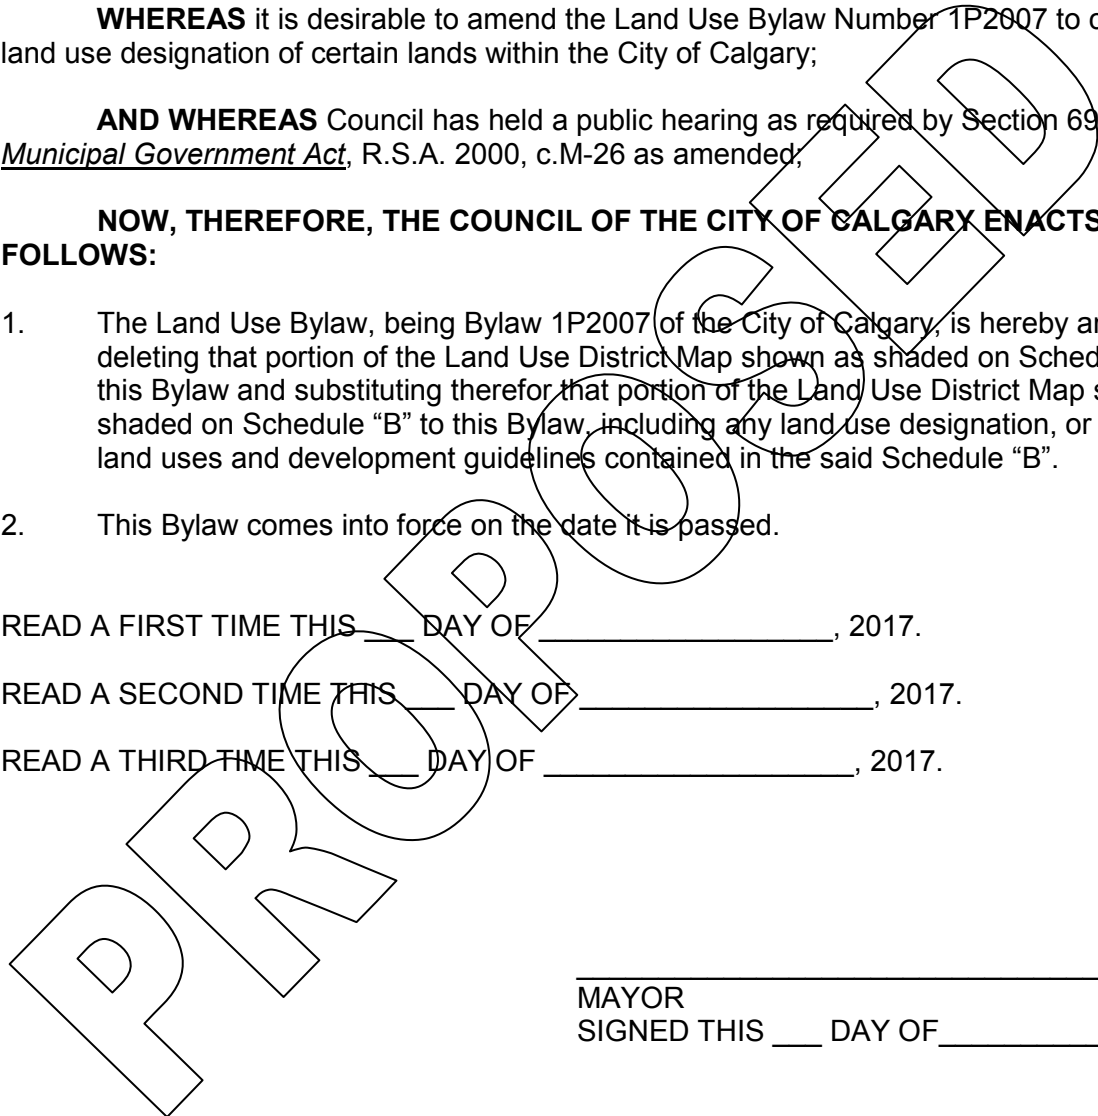 WHEREAS it is desirable to amend the Land Use Bylaw Number 1P2007 to
land use designation of certain lands within the City of Calgary;
AND WHEREAS Council has held a public hearing as required by Section 69
Municipal Government Act, R.S.A. 2000, c.M-26 as amended;
NOW, THEREFORE, THE COUNCIL OF THE CITY OF CALGARY ENACTS
FOLLOWS:
1. The Land Use Bylaw, being Bylaw 1P2007 of the City of Calgary, is hereby
deleting that portion of the Land Use District Map shown as shaded on
this Bylaw and substituting therefor that portion of the Land Use District Map
shaded on Schedule “B” to this Bylaw, including any land use designation, or
land uses and development guidelines contained in the said Schedule “B”.
2. This Bylaw comes into force on the date it is passed.
READ A FIRST TIME THIS ___ DAY OF __________________, 2017.
READ A SECOND TIME THIS ___ DAY OF __________________, 2017.
READ A THIRD TIME THIS ___ DAY OF ___________________, 2017.
MAYOR
SIGNED THIS ___ DAY OF__________
PROPOSED